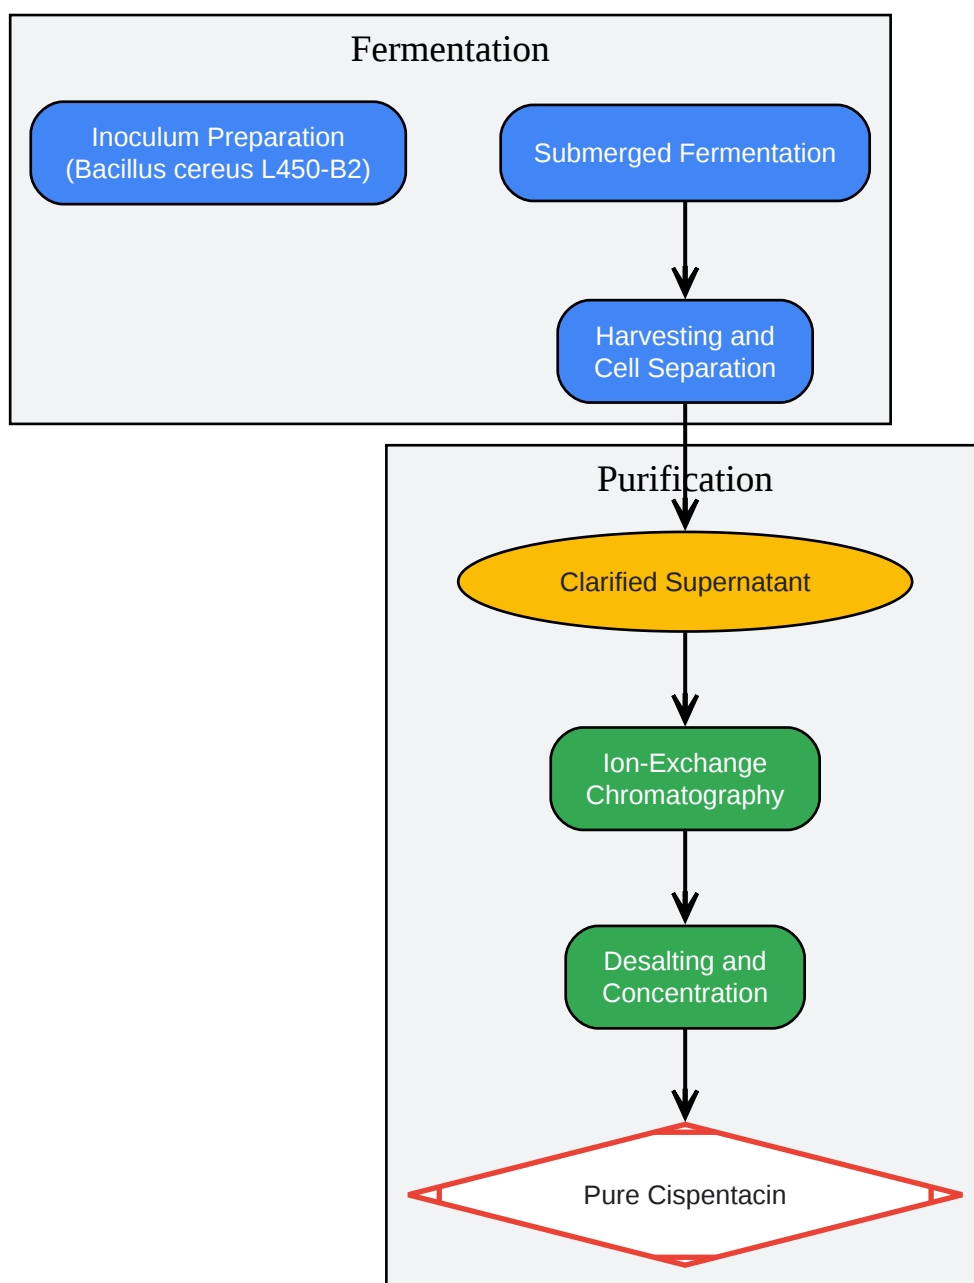 Fermentation
Inoculum Preparation
(Bacillus cereus L450-B2)
Submerged Fermentation
Harvesting and
Cell Separation
Purification
Clarified Supernatant
Ion-Exchange
Chromatography
Desalting and
Concentration
Pure Cispentacin